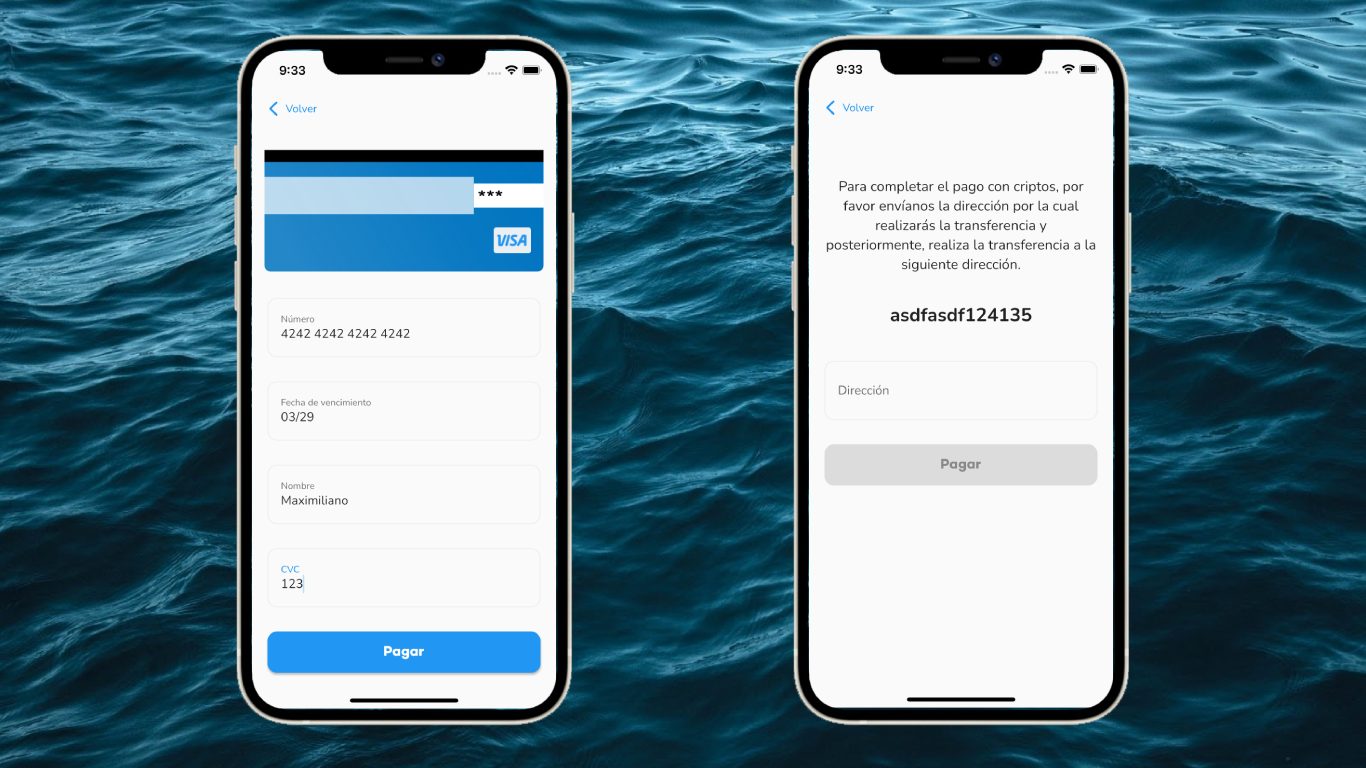 9:33
Volver
***
VISA
Número
4242 4242 4242 4242
Fecha de vencimiento
03/29
Nombre
Maximiliano
CVC
123
Pagar
9:33
Volver
Para completar el pago con criptos, por
favor envíanos la dirección por la cual
realizarás la transferencia y
posteriormente, realiza la transferencia a la
siguiente dirección.
asdfasdf124135
Dirección
Pagar